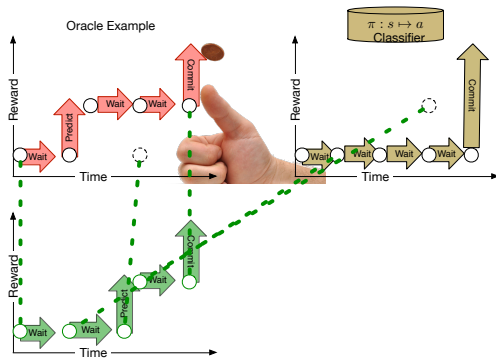 Oracle Example
π : s ↦ a
Classifier
Reward
Wait
Predict
Wait
Wait
Commit
Time
Reward
Wait
Wait
Wait
Wait
Commit
Time
Reward
Wait
Wait
Predict
Wait
Commit
Time